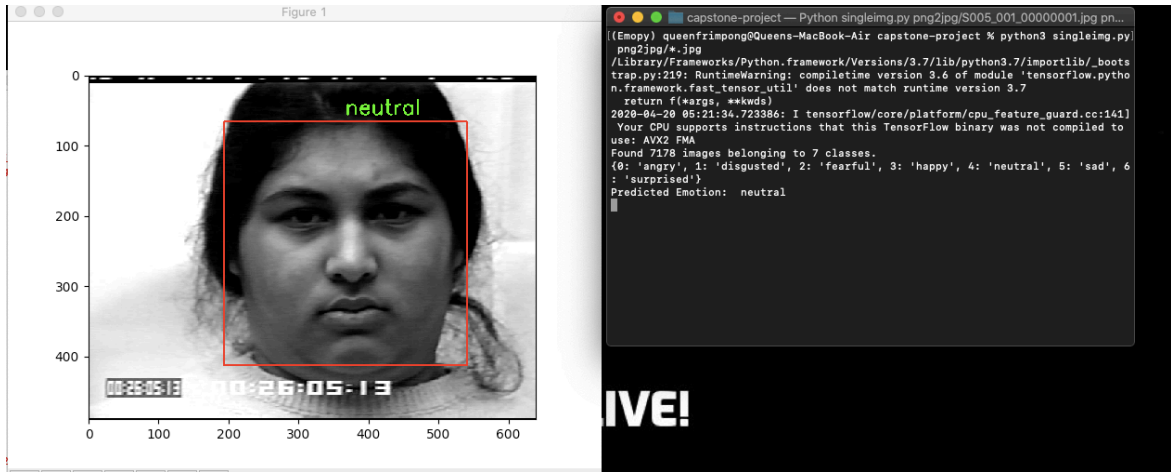 Figure 1
neutral
0
100
200
300
400
0 100 200 300 400 500 600
00:26:05:13
00:26:05:13
capstone-project — Python singleimg.py png2jpg/S005_001_00000001.jpg pn...
[(Emopy) queenfrimpong@Queens-MacBook-Air capstone-project % python3 singleimg.py]
png2jpg/*.jpg
/Library/Frameworks/Python.framework/Versions/3.7/lib/python3.7/importlib/_boots
trap.py:219: RuntimeWarning: compiletime version 3.6 of module 'tensorflow.pytho
n.framework.fast_tensor_util' does not match runtime version 3.7
return f(*args, **kwds)
2020-04-20 05:21:34.723386: I tensorflow/core/platform/cpu_feature_guard.cc:141]
Your CPU supports instructions that this TensorFlow binary was not compiled to
use: AVX2 FMA
Found 7178 images belonging to 7 classes.
{0: 'angry', 1: 'disgusted', 2: 'fearful', 3: 'happy', 4: 'neutral', 5: 'sad', 6
: 'surprised'}
Predicted Emotion:  neutral
IVE!